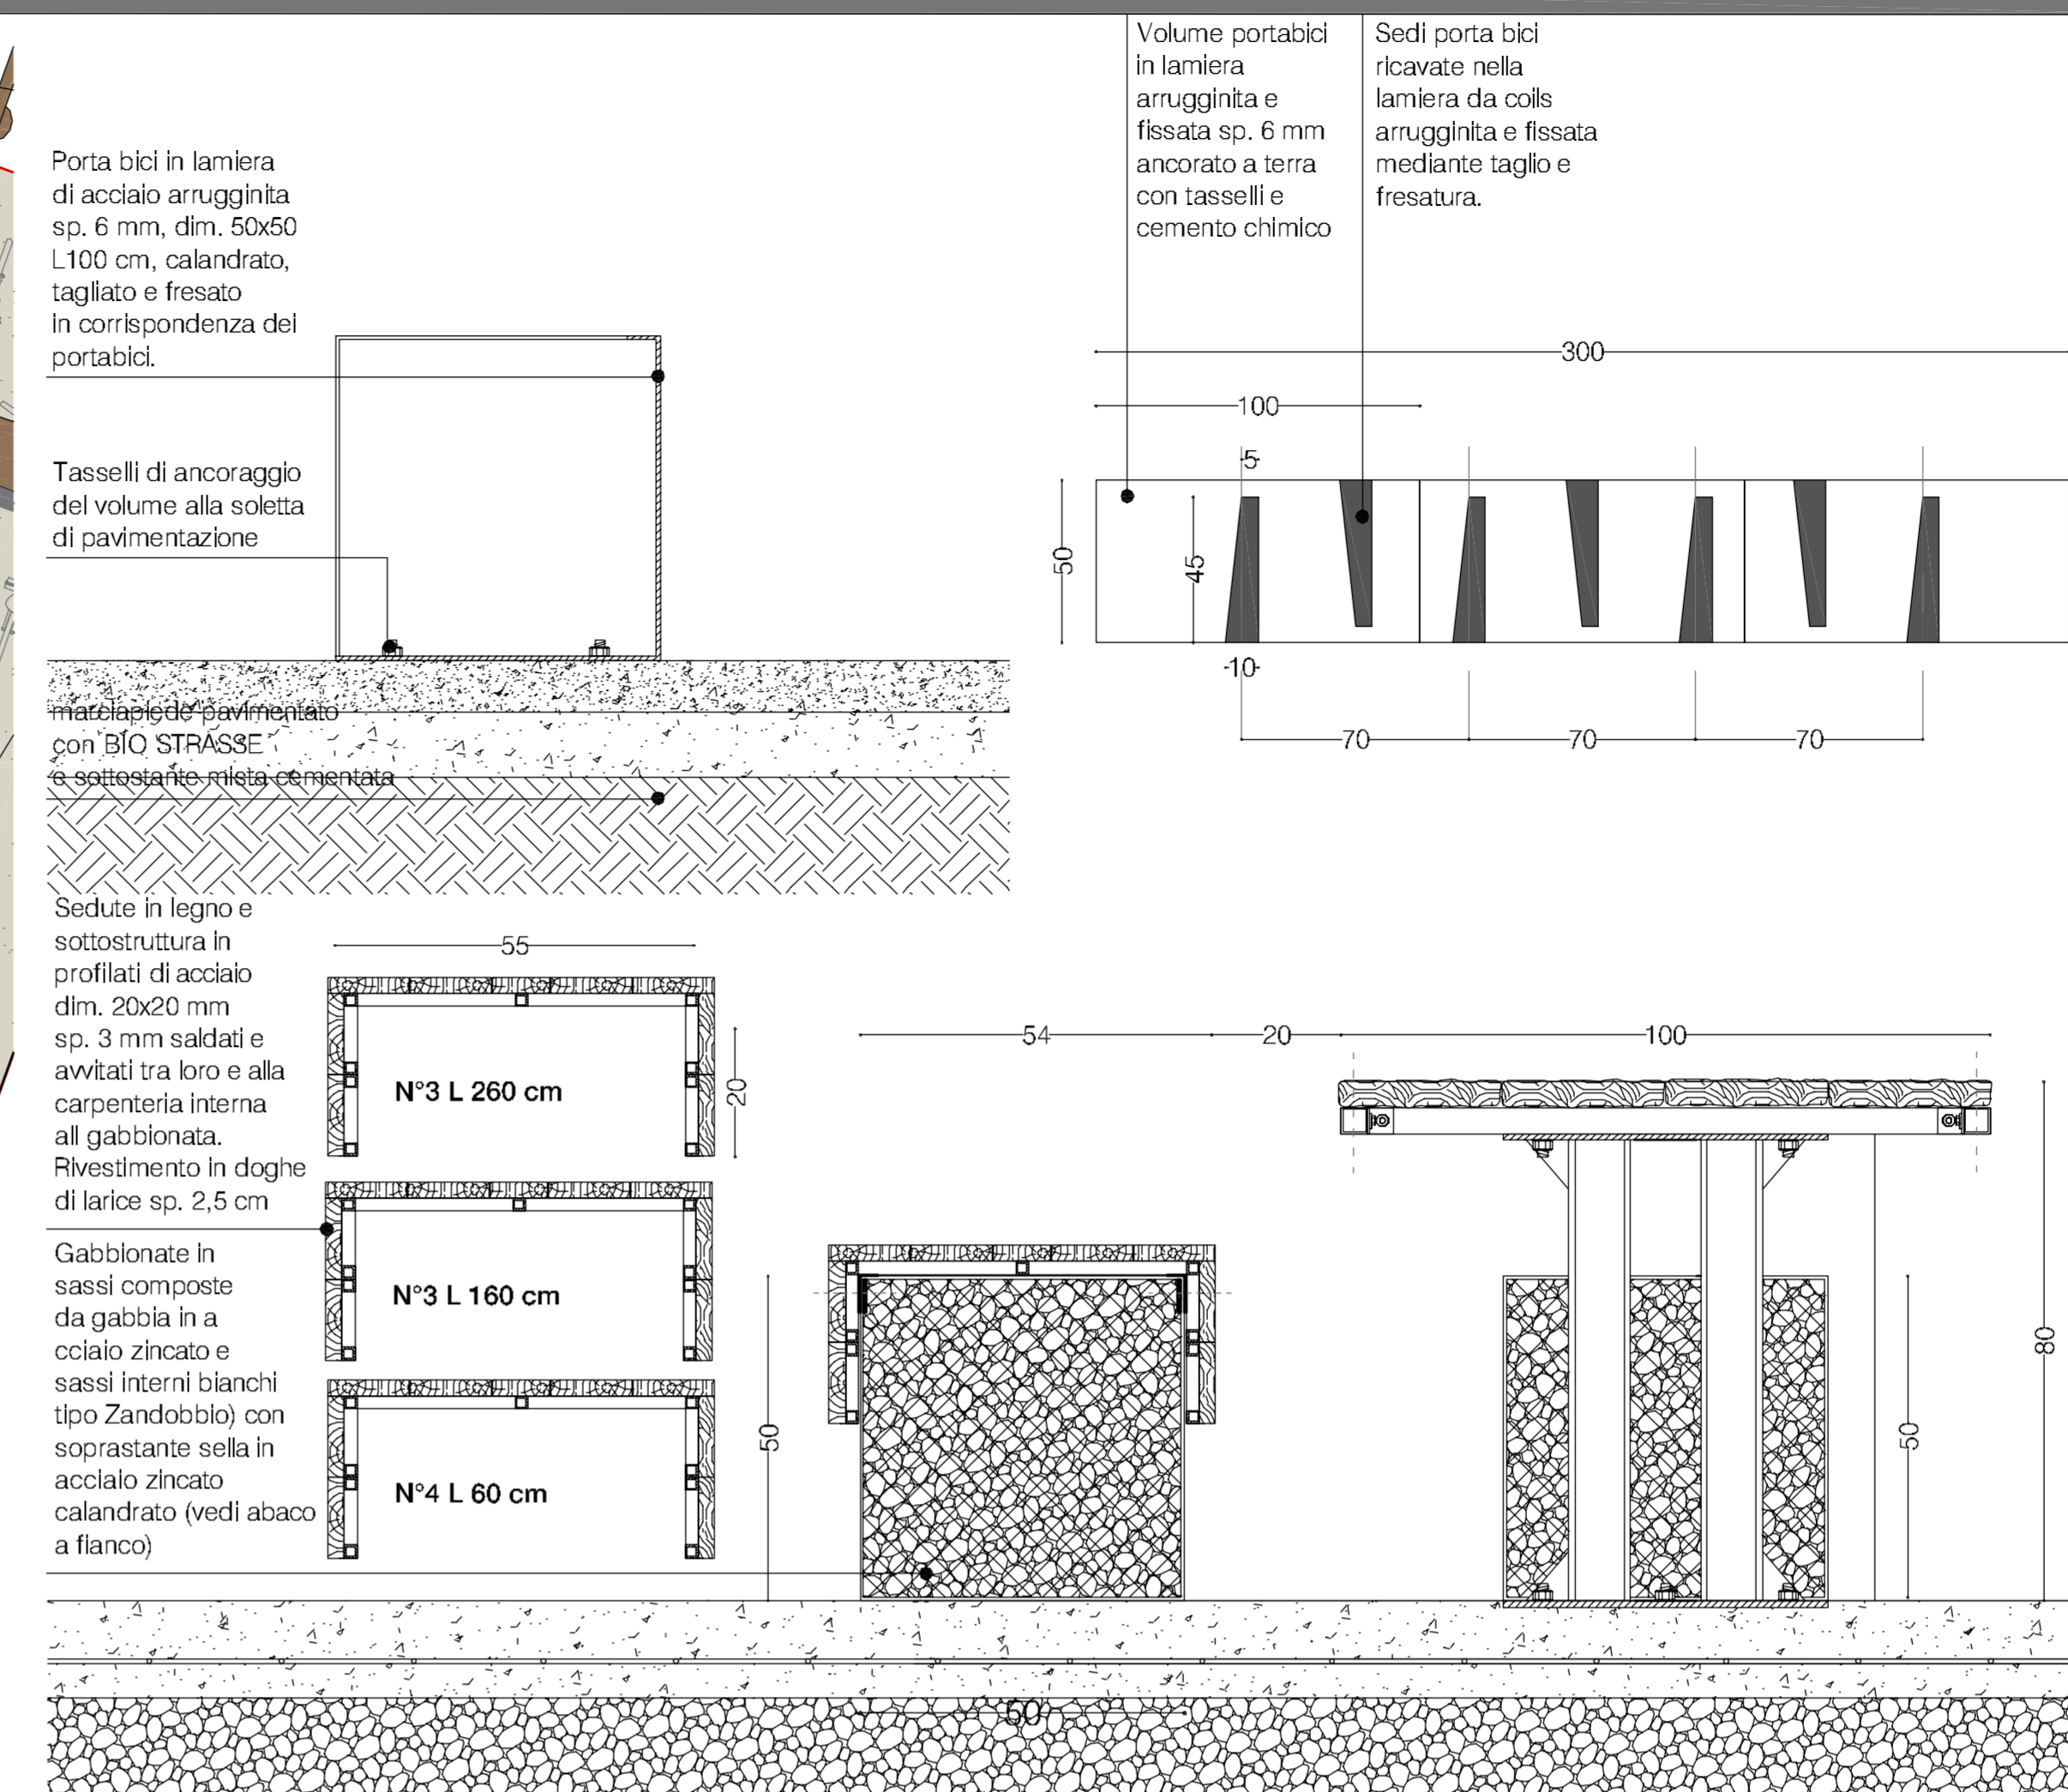 Volume portabici
in lamiera
arrugginita e
fissata sp. 6 mm
ancorato a terra
con tasselli e
cemento chimico
Sedi porta bici
ricavate nella
lamiera da coils
arrugginita e fissata
mediante taglio e
fresatura.
Porta bici in lamiera
di acciaio arrugginita
sp. 6 mm, dim. 50x50
L100 cm, calandrato,
tagliato e fresato
in corrispondenza dei
portabici.
Tasselli di ancoraggio
del volume alla soletta
di pavimentazione
marciapiede pavimentato
con BIO STRASSE
e sottostante mista cementata
300
100
5
50
45
10
70
70
70
Sedute in legno e
sottostruttura in
profilati di acciaio
dim. 20x20 mm
sp. 3 mm saldati e
avvitati tra loro e alla
carpenteria interna
all gabbionata.
Rivestimento in doghe
di larice sp. 2,5 cm
Gabbionate in
sassi composte
da gabbia in a
cciaio zincato e
sassi interni bianchi
tipo Zandobbio) con
soprastante sella in
acciaio zincato
calandrato (vedi abaco
a fianco)
55
N°3 L 260 cm
20
N°3 L 160 cm
N°4 L 60 cm
54
20
100
50
50
80
60